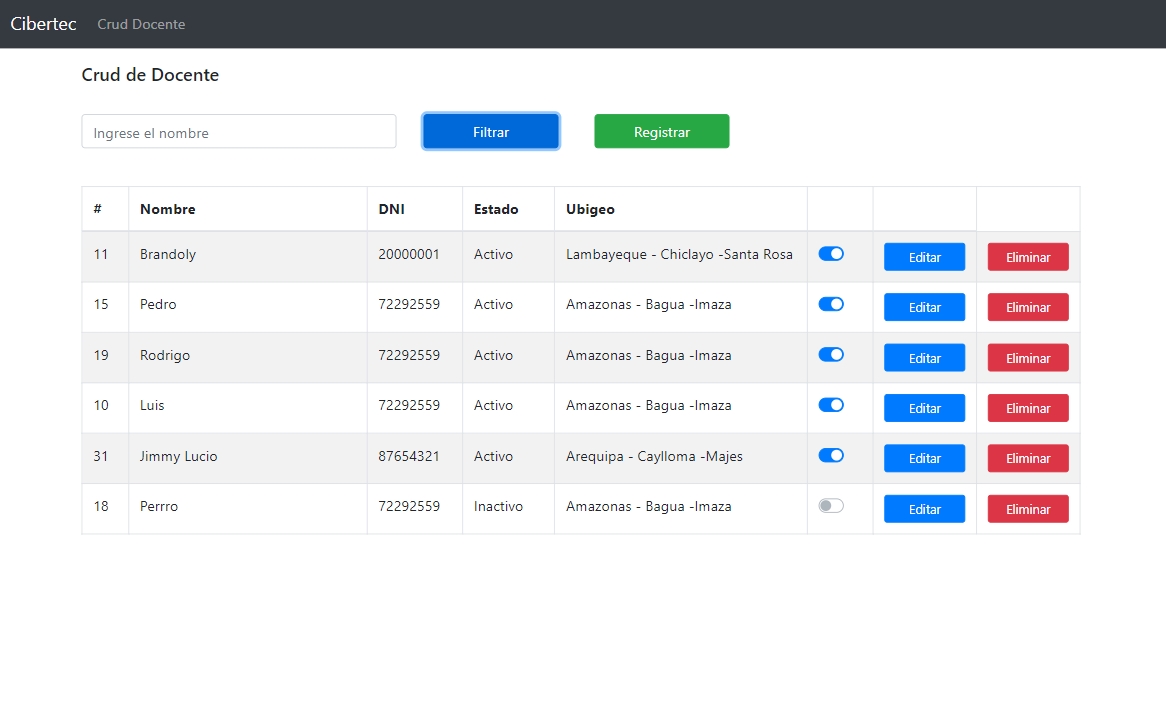 Cibertec Crud Docente
Crud de Docente
Ingrese el nombre Filtrar Registrar
# Nombre DNI Estado Ubigeo
11 Brandoly 20000001 Activo Lambayeque - Chiclayo -Santa Rosa Editar Eliminar
15 Pedro 72292559 Activo Amazonas - Bagua -Imaza Editar Eliminar
19 Rodrigo 72292559 Activo Amazonas - Bagua -Imaza Editar Eliminar
10 Luis 72292559 Activo Amazonas - Bagua -Imaza Editar Eliminar
31 Jimmy Lucio 87654321 Activo Arequipa - Caylloma -Majes Editar Eliminar
18 Perrro 72292559 Inactivo Amazonas - Bagua -Imaza Editar Eliminar